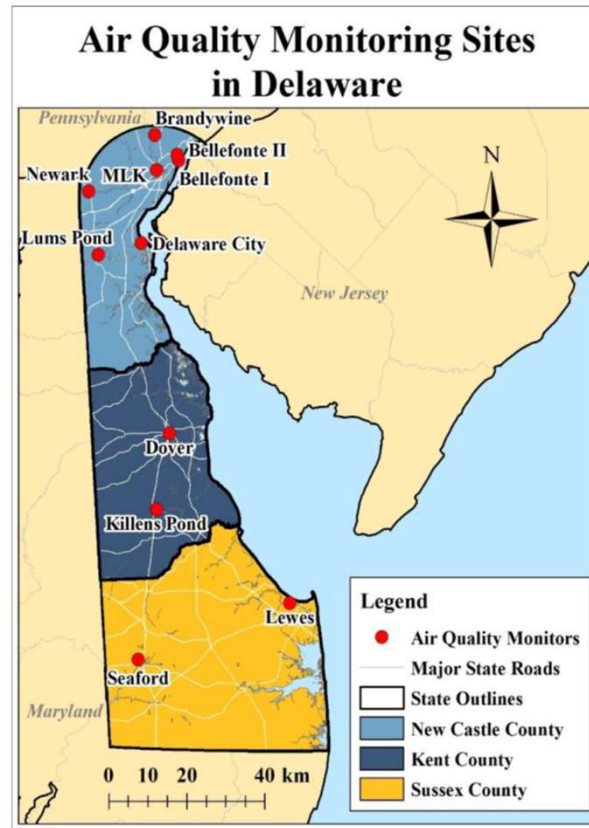 Air Quality Monitoring Sites
in Delaware
Pennsylvania
Brandywine
Bellefonte II
Newark
MLK
Bellefonte I
N
Lums Pond
Delaware City
New Jersey
Dover
Killens Pond
Lewes
Seaford
Maryland
0 10 20 40 km
Legend
Air Quality Monitors
Major State Roads
State Outlines
New Castle County
Kent County
Sussex County